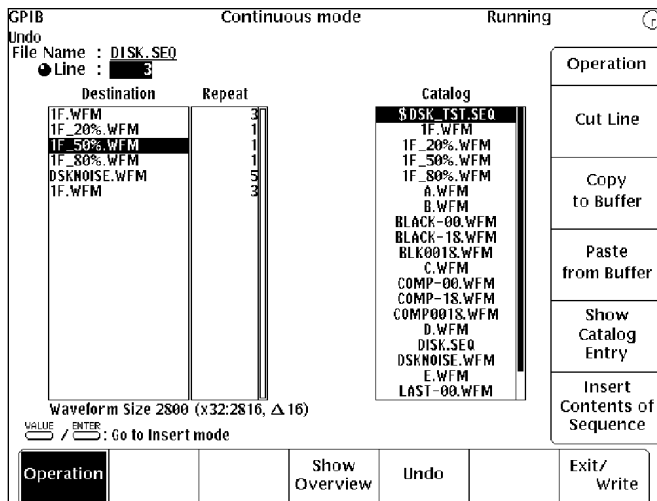 GPIB Continuous mode Running
Undo
File Name : DISK.SEQ
Line : 3
Destination Repeat
1F.WFM 3
1F_20%.WFM 1
1F_50%.WFM 1
1F_80%.WFM 1
DSKNOISE.WFM 5
1F.WFM 3
Catalog
$DSK_TST.SEQ
1F.WFM
1F_20%.WFM
1F_50%.WFM
1F_80%.WFM
A.WFM
B.WFM
BLACK-00.WFM
BLACK-18.WFM
BLK0018.WFM
C.WFM
COMP-00.WFM
COMP-18.WFM
COMP0018.WFM
D.WFM
DISK.SEQ
DSKNOISE.WFM
E.WFM
LAST-00.WFM
Waveform Size 2800 (x32:2816, Δ 16)
VALUE / ENTER : Go to Insert mode
Operation
Cut Line
Copy
to Buffer
Paste
from Buffer
Show
Catalog
Entry
Insert
Contents of
Sequence
Operation
Show
Overview
Undo
Exit/
Write